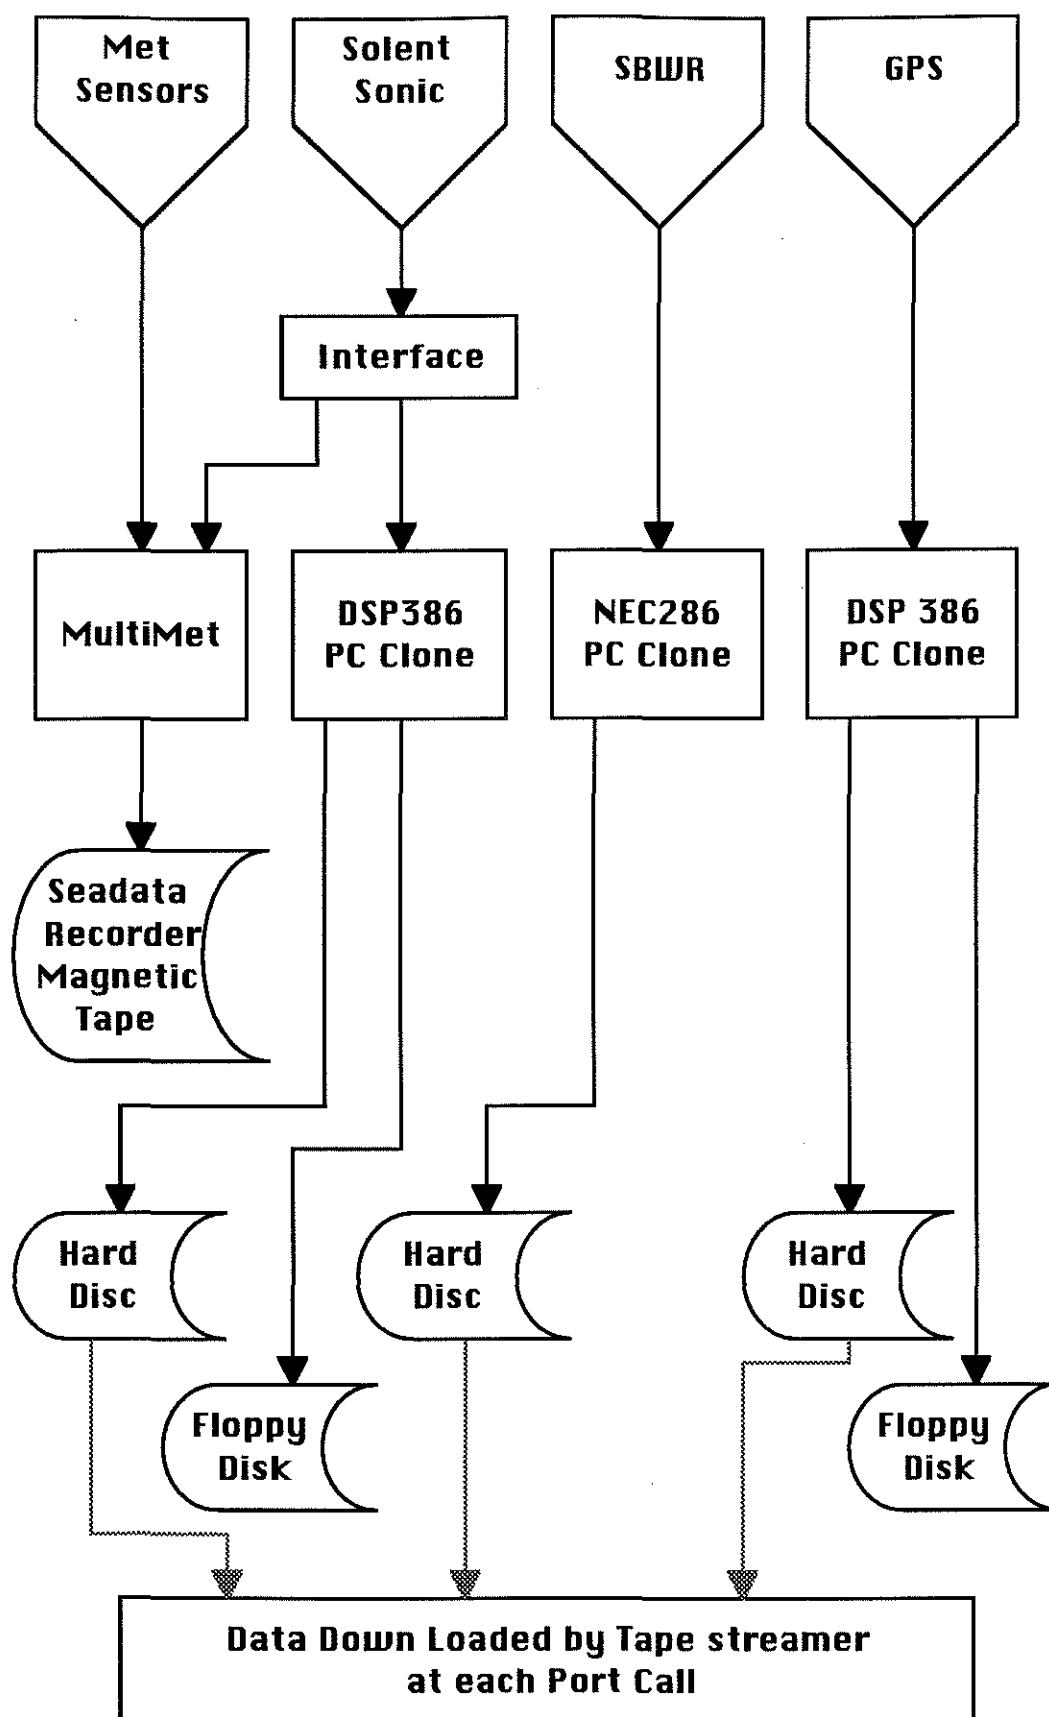 Met
Sensors
Solent
Sonic
SBWR
GPS
Interface
MultiMet
DSP386
PC Clone
NEC286
PC Clone
DSP 386
PC Clone
Seadata
Recorder
Magnetic
Tape
Hard
Disc
Hard
Disc
Hard
Disc
Floppy
Disk
Floppy
Disk
Data Down Loaded by Tape streamer
at each Port Call